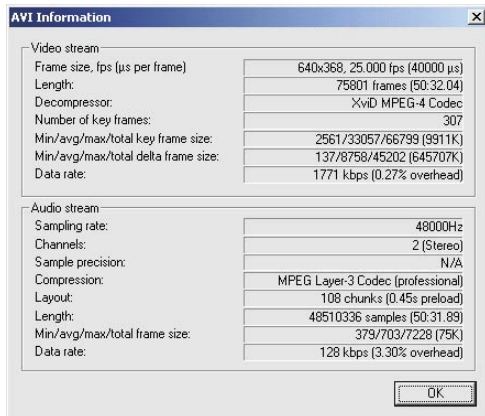 AVI Information
Video stream
Frame size, fps (µs per frame) 640x368, 25.000 fps (40000 µs)
Length: 75801 frames (50:32.04)
Decompressor: XviD MPEG-4 Codec
Number of key frames: 307
Min/avg/max/total key frame size: 2561/33057/66799 (9911K)
Min/avg/max/total delta frame size: 137/8758/45202 (645707K)
Data rate: 1771 kbps (0.27% overhead)
Audio stream
Sampling rate: 48000Hz
Channels: 2 (Stereo)
Sample precision: N/A
Compression: MPEG Layer-3 Codec (professional)
Layout: 108 chunks (0.45s preload)
Length: 48510336 samples (50:31.89)
Min/avg/max/total frame size: 379/703/7228 (75K)
Data rate: 128 kbps (3.30% overhead)
OK